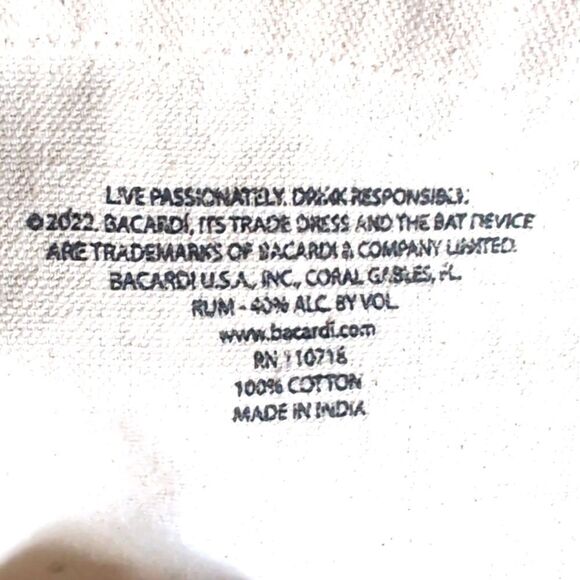 LIVE PASSIONATELY. DRINK RESPONSIBLY.
©2022. BACARDÍ, ITS TRADE DRESS AND THE BAT DEVICE
ARE TRADEMARKS OF BACARDI & COMPANY LIMITED.
BACARDI U.S.A., INC., CORAL GABLES, FL.
RUM - 40% ALC. BY VOL.
www.bacardi.com
RN 110718
100% COTTON
MADE IN INDIA